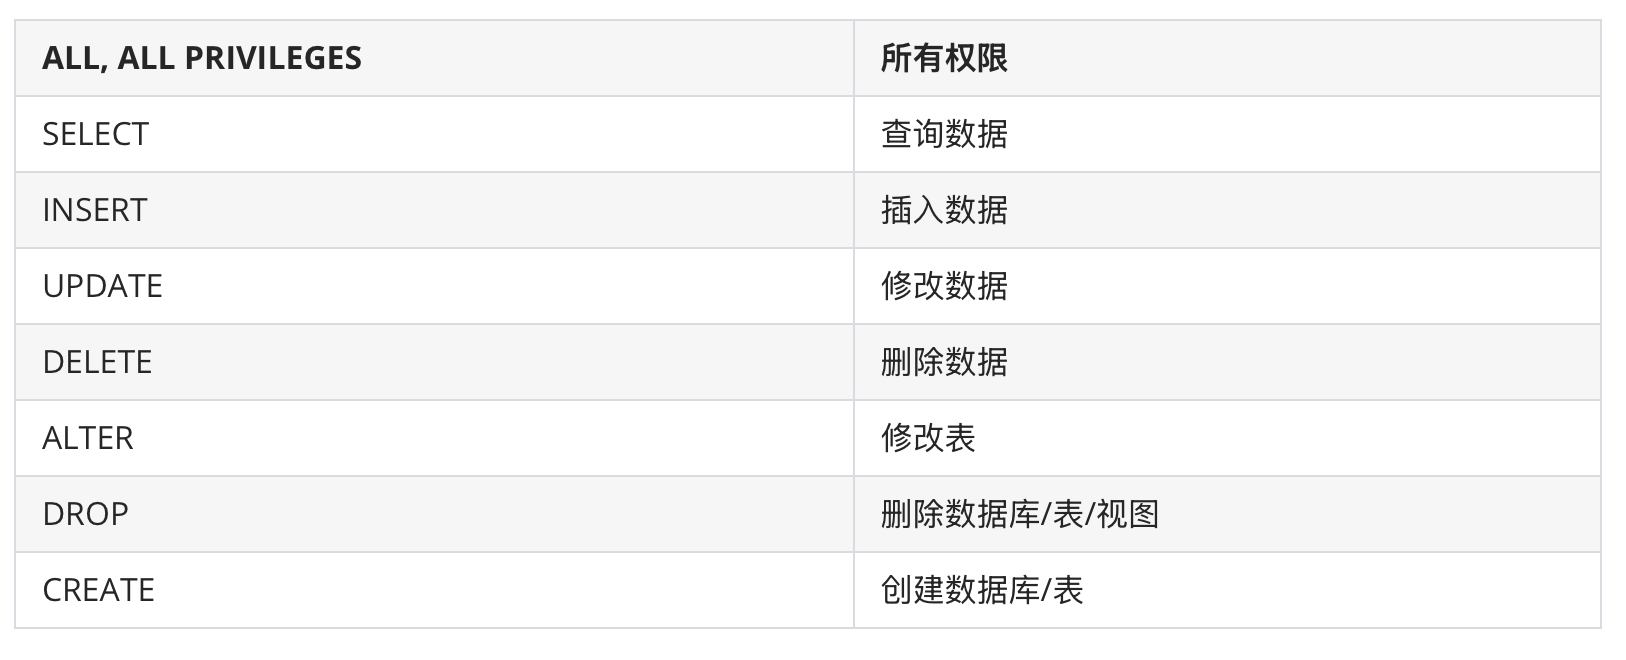 ALL, ALL PRIVILEGES 所有权限
SELECT 查询数据
INSERT 插入数据
UPDATE 修改数据
DELETE 删除数据
ALTER 修改表
DROP 删除数据库/表/视图
CREATE 创建数据库/表